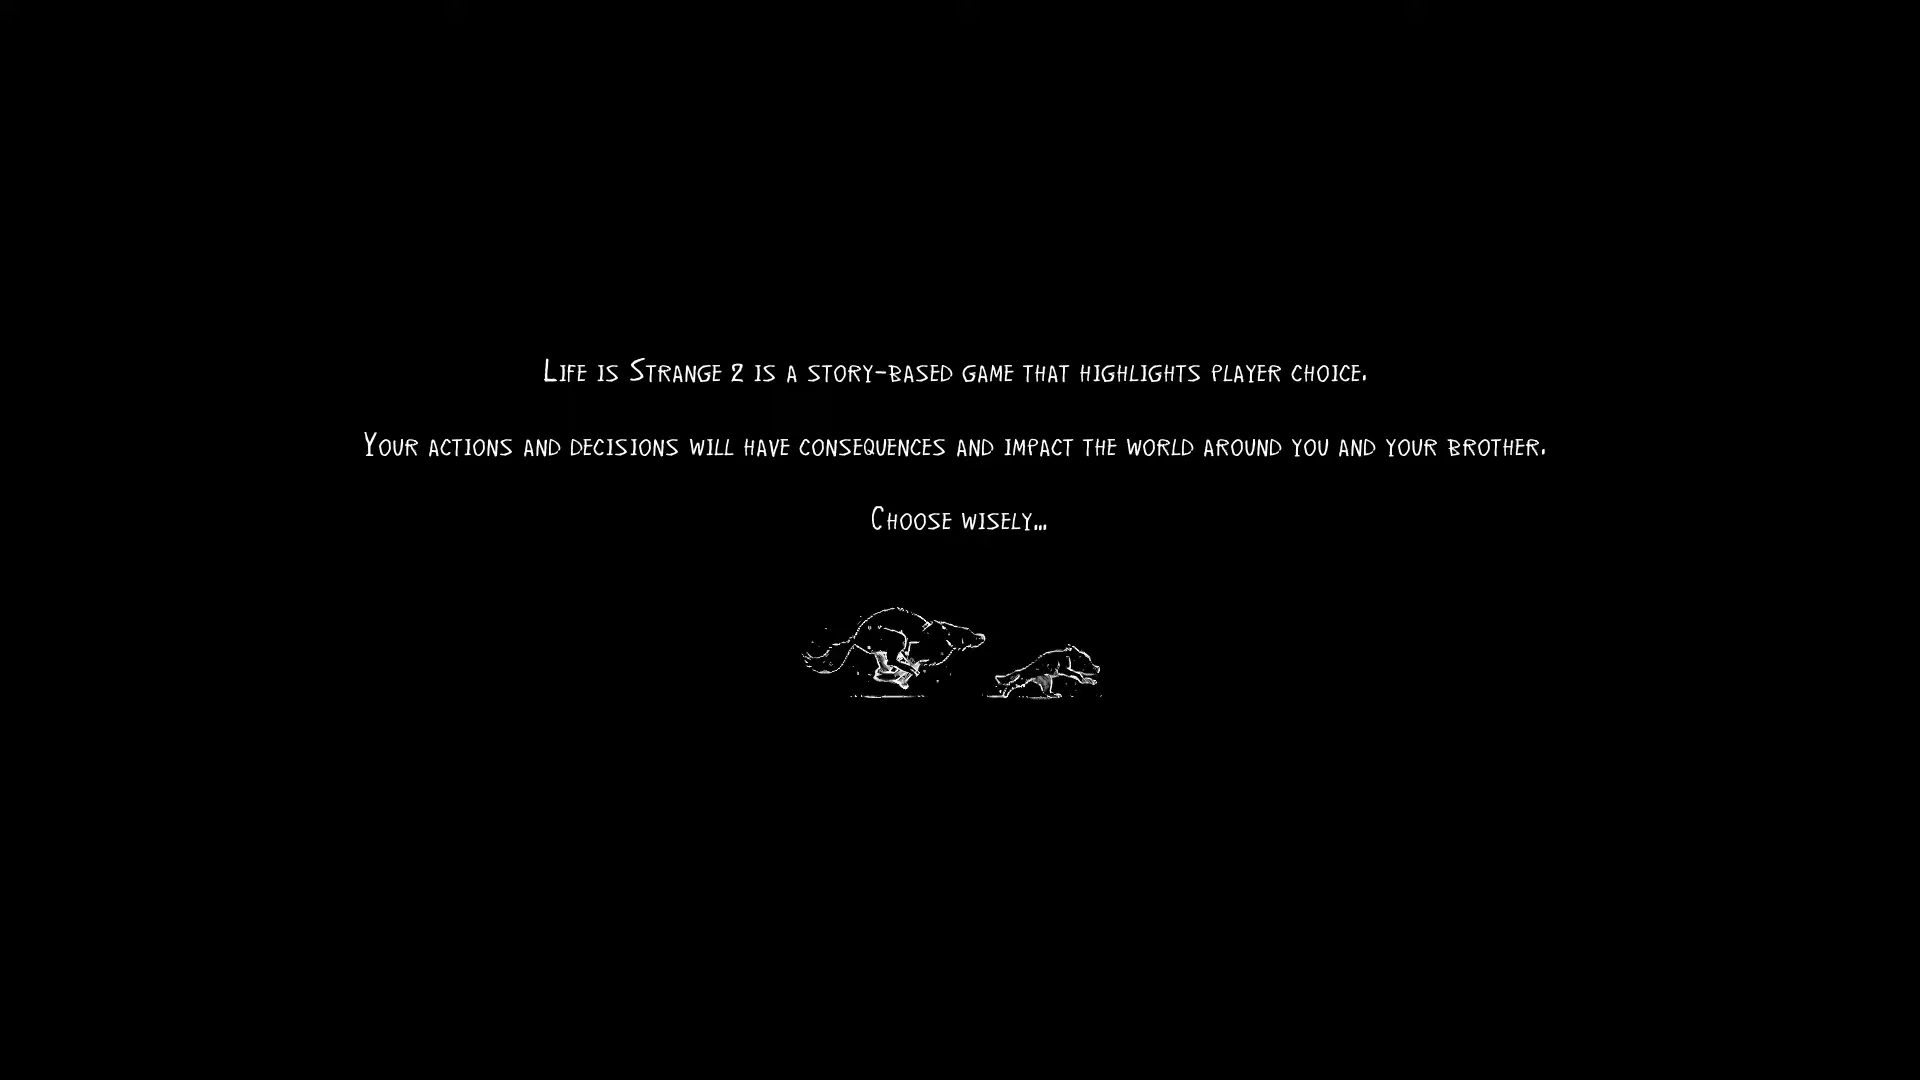 Life is Strange 2 is a story-based game that highlights player choice.
Your actions and decisions will have consequences and impact the world around you and your brother.
Choose wisely...